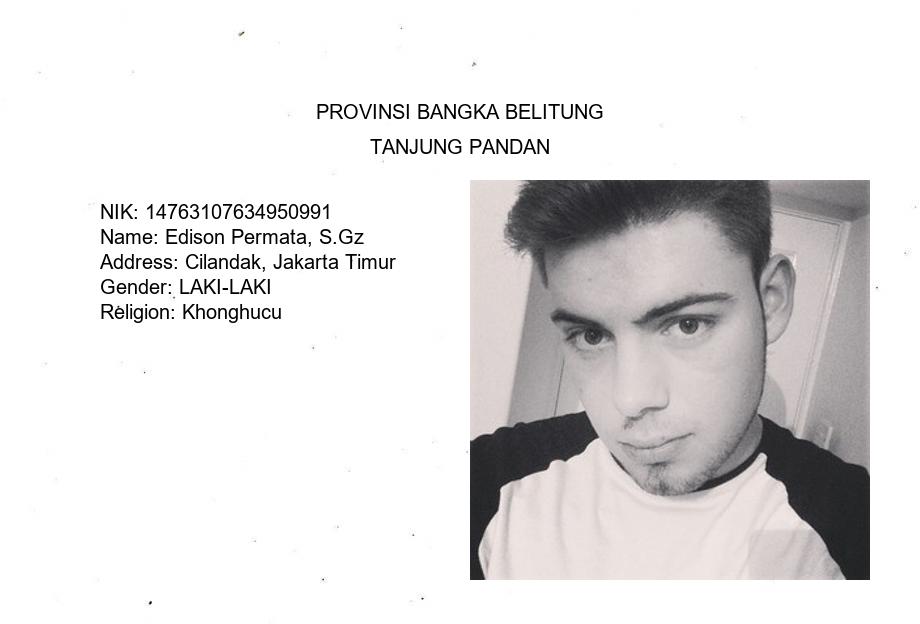 PROVINSI BANGKA BELITUNG
TANJUNG PANDAN
NIK: 14763107634950991
Name: Edison Permata, S.Gz
Address: Cilandak, Jakarta Timur
Gender: LAKI-LAKI
Religion: Khonghucu